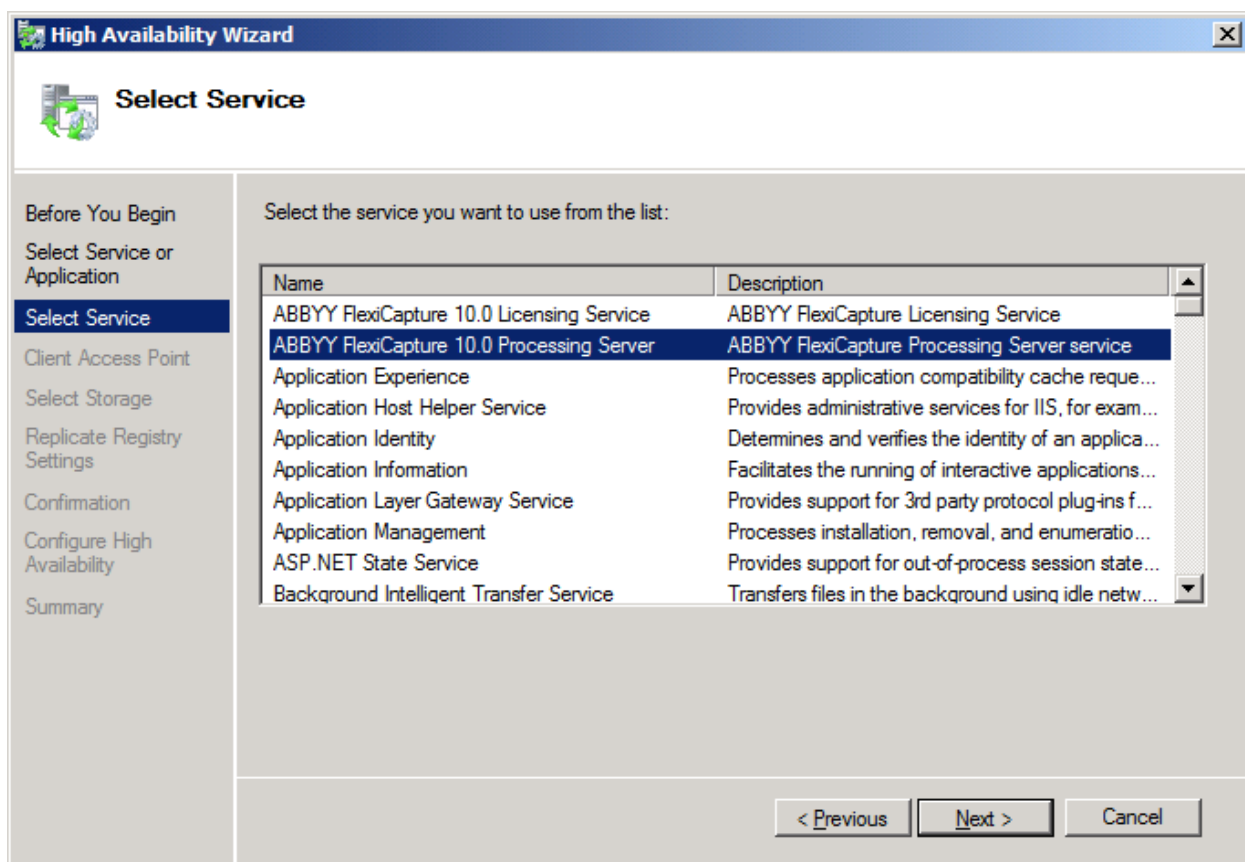 High Availability Wizard
Select Service
Before You Begin
Select Service or
Application
Select Service
Client Access Point
Select Storage
Replicate Registry
Settings
Confirmation
Configure High
Availability
Summary
Select the service you want to use from the list:
Name Description
ABBYY FlexiCapture 10.0 Licensing Service ABBYY FlexiCapture Licensing Service
ABBYY FlexiCapture 10.0 Processing Server ABBYY FlexiCapture Processing Server service
Application Experience Processes application compatibility cache reque...
Application Host Helper Service Provides administrative services for IIS, for exam...
Application Identity Determines and verifies the identity of an applica...
Application Information Facilitates the running of interactive applications...
Application Layer Gateway Service Provides support for 3rd party protocol plug-ins f...
Application Management Processes installation, removal, and enumeratio...
ASP.NET State Service Provides support for out-of-process session state...
Background Intelligent Transfer Service Transfers files in the background using idle netw...
< Previous Next > Cancel